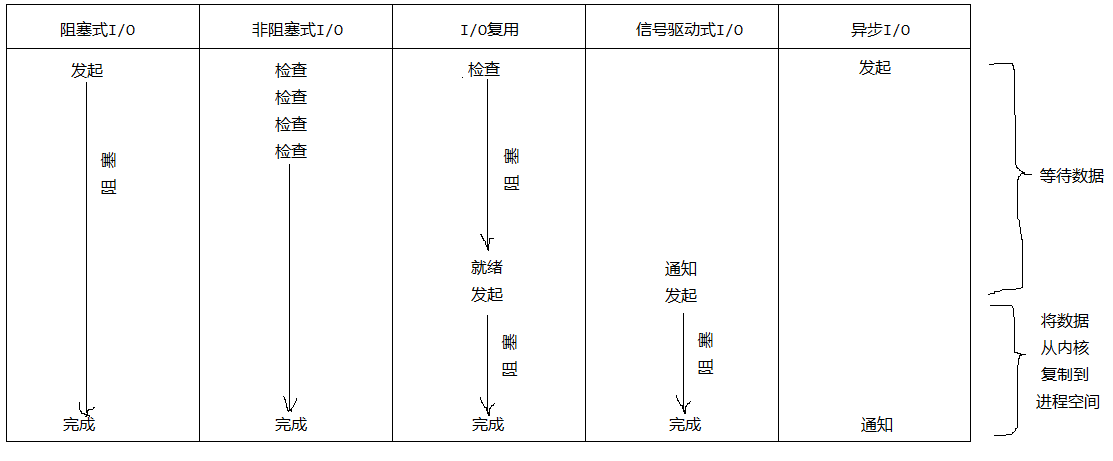 阻塞式I/O 非阻塞式I/O I/O复用 信号驱动式I/O 异步I/O
发起 检查 检查 发起
检查
检查
检查
阻塞
阻塞
等待数据
就绪 通知
发起 发起
将数据
从内核
复制到
进程空间
阻塞
阻塞
完成 完成 完成 完成 通知